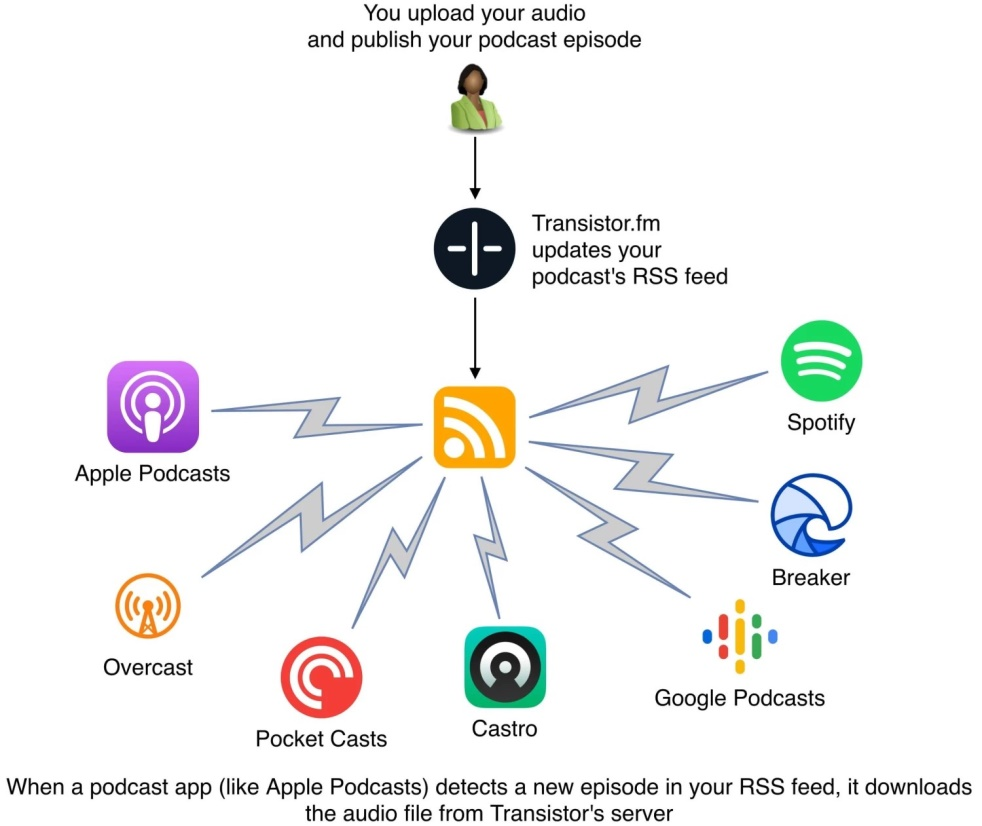 You upload your audio
and publish your podcast episode
Transistor.fm
updates your
podcast's RSS feed
Spotify
Apple Podcasts
Breaker
Overcast
Google Podcasts
Pocket Casts
Castro
When a podcast app (like Apple Podcasts) detects a new episode in your RSS feed, it downloads
the audio file from Transistor's server